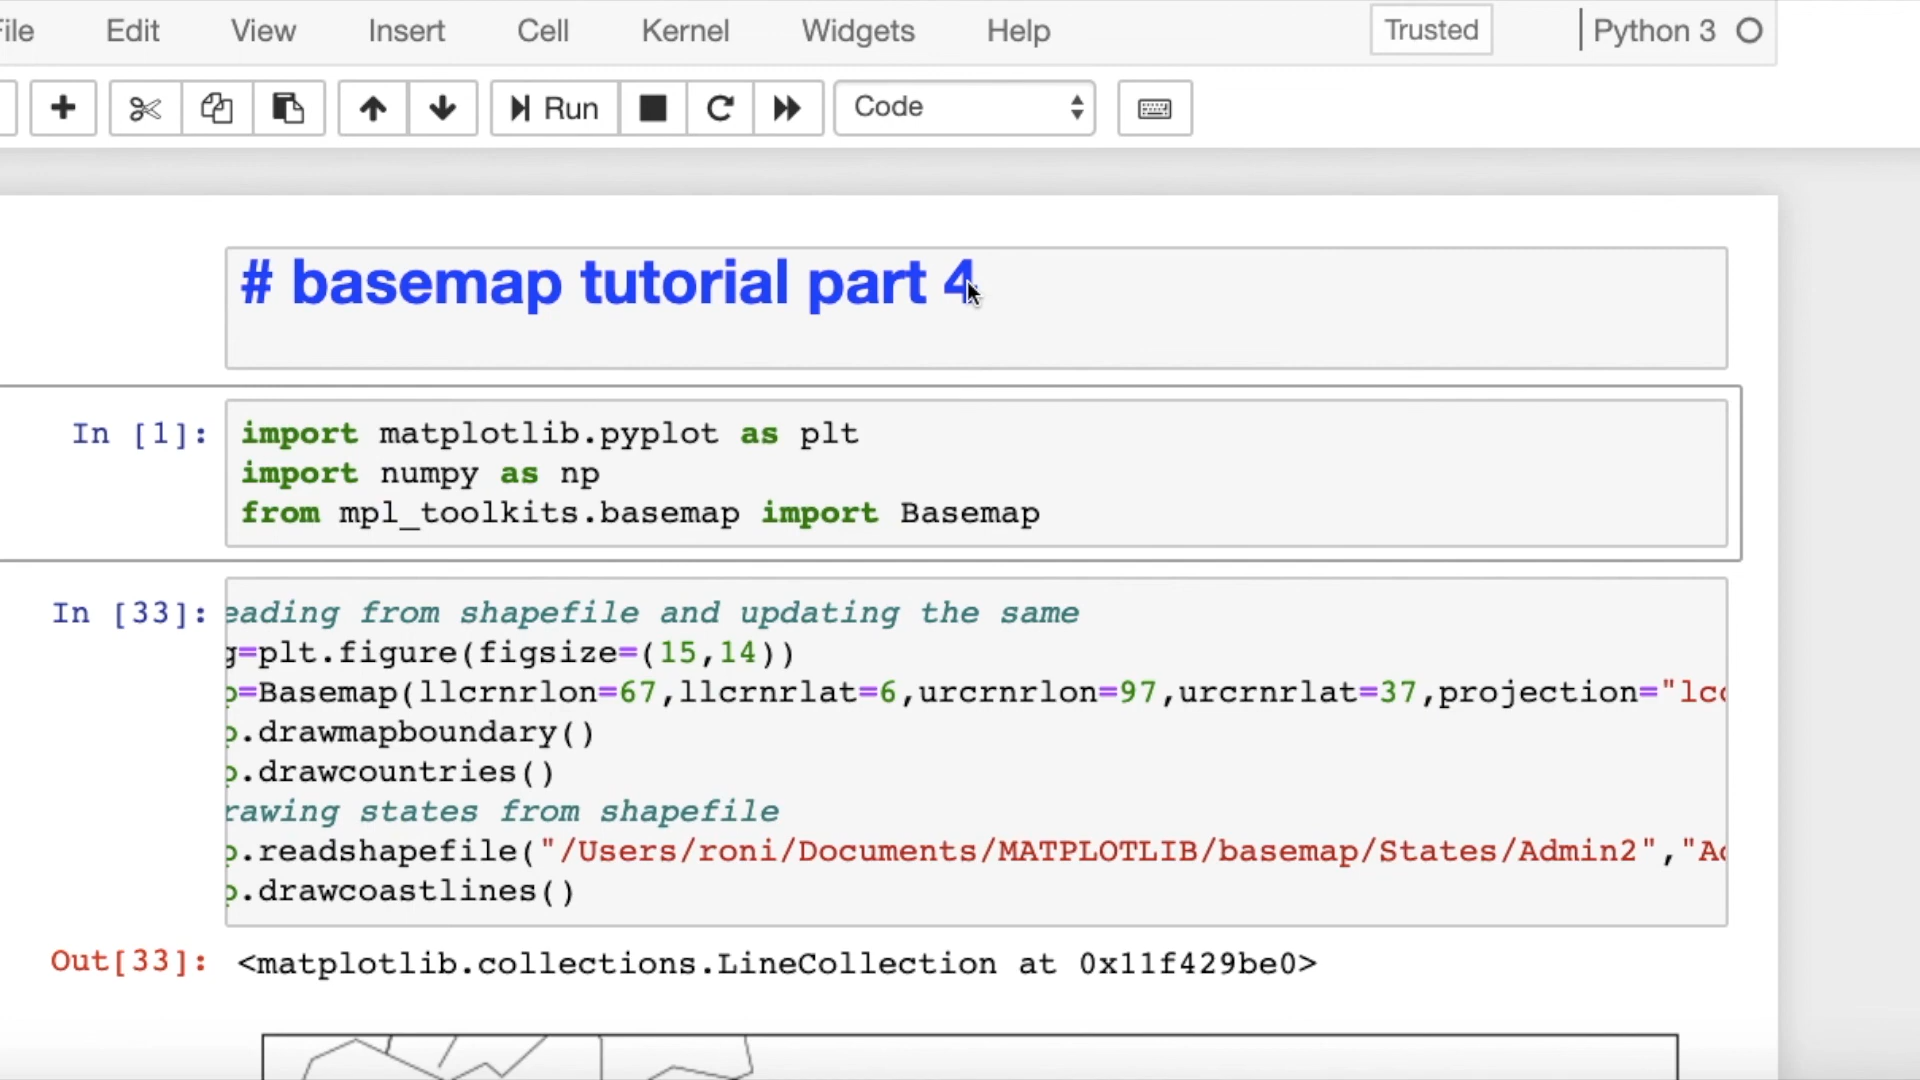 File Edit View Insert Cell Kernel Widgets Help Trusted Python 3
Run Code
# basemap tutorial part 4
In [1]:
import matplotlib.pyplot as plt
import numpy as np
from mpl_toolkits.basemap import Basemap
In [33]:
eading from shapefile and updating the same
g=plt.figure(figsize=(15,14))
p=Basemap(llcrnrlon=67,llcrnrlat=6,urcrnrlon=97,urcrnrlat=37,projection="lcc
p.drawmapboundary()
p.drawcountries()
rawing states from shapefile
p.readshapefile("/Users/roni/Documents/MATPLOTLIB/basemap/States/Admin2","Ad
p.drawcoastlines()
Out[33]: <matplotlib.collections.LineCollection at 0x11f429be0>